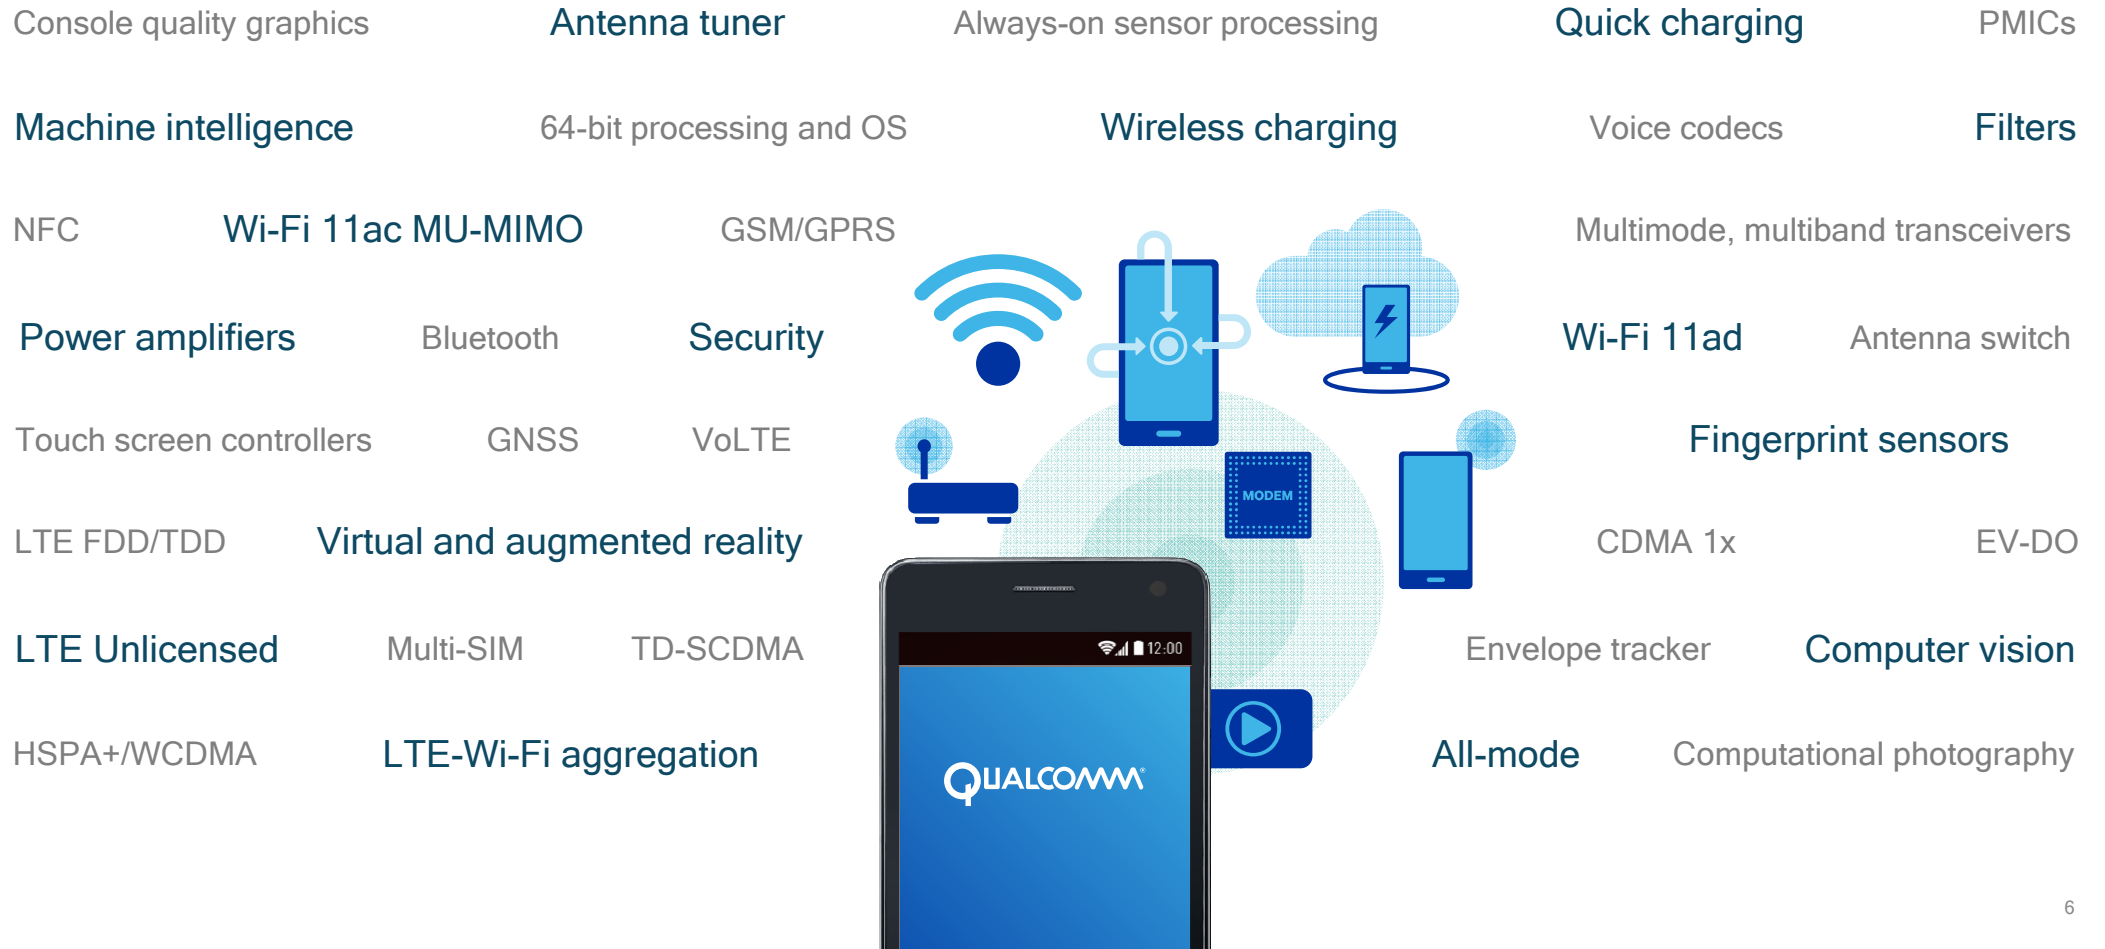 Console quality graphics Antenna tuner Always-on sensor processing Quick charging PMICs
Machine intelligence 64-bit processing and OS Wireless charging Voice codecs Filters
NFC Wi-Fi 11ac MU-MIMO GSM/GPRS Multimode, multiband transceivers
Power amplifiers Bluetooth Security Wi-Fi 11ad Antenna switch
Touch screen controllers GNSS VoLTE Fingerprint sensors
MODEM
LTE FDD/TDD Virtual and augmented reality CDMA 1x EV-DO
LTE Unlicensed Multi-SIM TD-SCDMA 12:00 Envelope tracker Computer vision
HSPA+/WCDMA LTE-Wi-Fi aggregation All-mode Computational photography
QUALCOMM®
6